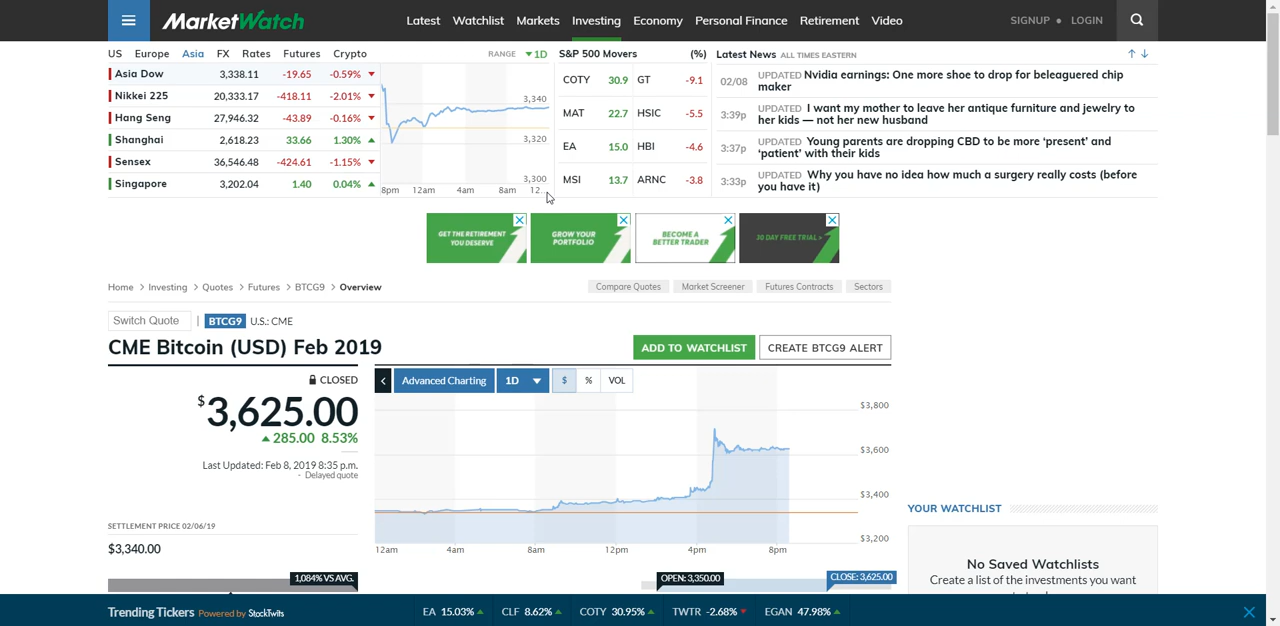 MarketWatch
Latest Watchlist Markets Investing Economy Personal Finance Retirement Video
SIGNUP • LOGIN
US Europe Asia FX Rates Futures Crypto
RANGE 1D
Asia Dow 3,338.11 -19.65 -0.59%
Nikkei 225 20,333.17 -418.11 -2.01%
Hang Seng 27,946.32 -43.89 -0.16%
Shanghai 2,618.23 33.66 1.30%
Sensex 36,546.48 -424.61 -1.15%
Singapore 3,202.04 1.40 0.04%
3,340
3,320
3,300
8pm 12am 4am 8am 12...
S&P 500 Movers (%)
COTY 30.9 GT -9.1
MAT 22.7 HSIC -5.5
EA 15.0 HBI -4.6
MSI 13.7 ARNC -3.8
Latest News ALL TIMES EASTERN
02/08 UPDATED Nvidia earnings: One more shoe to drop for beleaguered chip
maker
3:39p UPDATED I want my mother to leave her antique furniture and jewelry to
her kids — not her new husband
3:37p UPDATED Young parents are dropping CBD to be more ‘present’ and
‘patient’ with their kids
3:33p UPDATED Why you have no idea how much a surgery really costs (before
you have it)
GET THE RETIREMENT
YOU DESERVE
GROW YOUR
PORTFOLIO
BECOME A
BETTER TRADER
30 DAY FREE TRIAL >
Home > Investing > Quotes > Futures > BTCG9 > Overview
Compare Quotes Market Screener Futures Contracts Sectors
Switch Quote | BTCG9 U.S.: CME
CME Bitcoin (USD) Feb 2019
ADD TO WATCHLIST CREATE BTCG9 ALERT
CLOSED
$3,625.00
285.00 8.53%
Last Updated: Feb 8, 2019 8:35 p.m.
- Delayed quote
SETTLEMENT PRICE 02/06/19
$3,340.00
1,084% VS AVG.
< Advanced Charting 1D $ % VOL
$3,800
$3,600
$3,400
$3,200
12am 4am 8am 12pm 4pm 8pm
OPEN: 3,350.00 CLOSE: 3,625.00
YOUR WATCHLIST
No Saved Watchlists
Create a list of the investments you want
Trending Tickers Powered by StockTwits
EA 15.03% CLF 8.62% COTY 30.95% TWTR -2.68% EGAN 47.98%